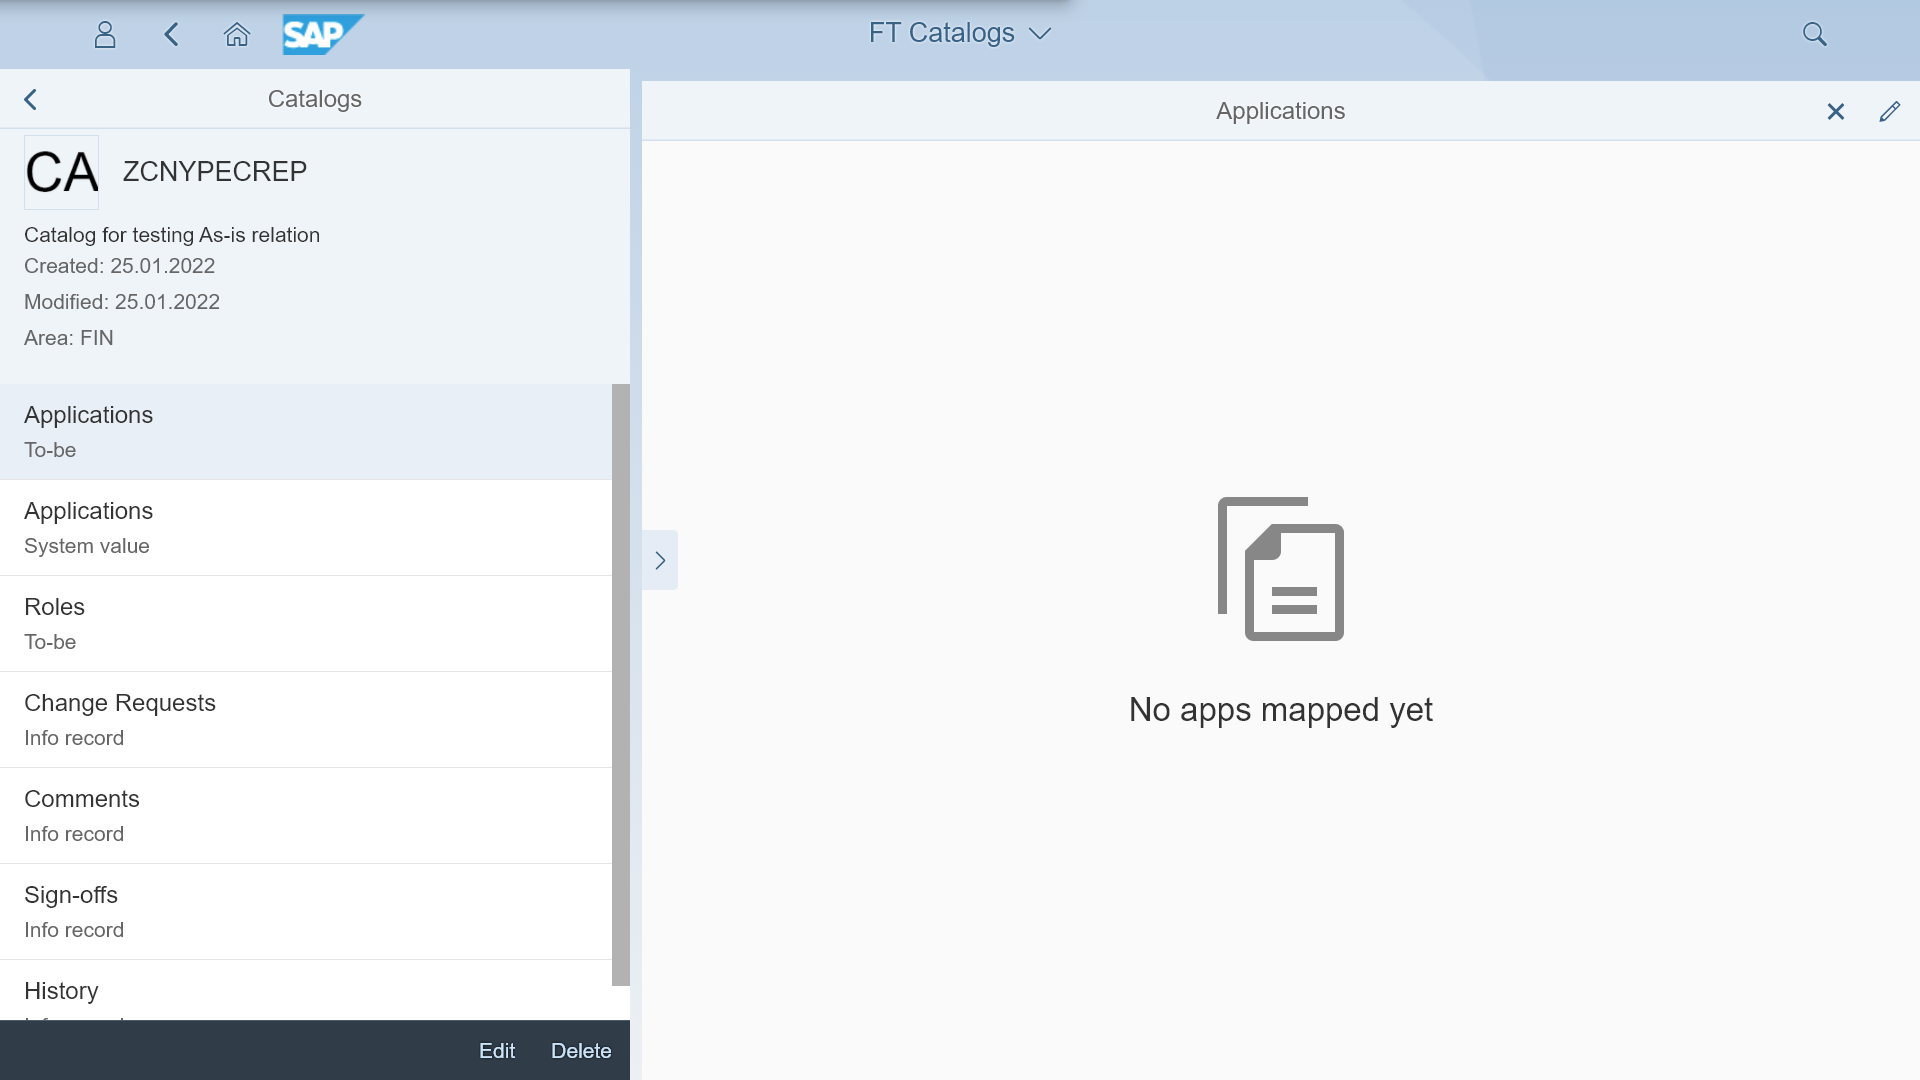 SAP
FT Catalogs
Catalogs
CA
ZCNYPECREP
Catalog for testing As-is relation
Created: 25.01.2022
Modified: 25.01.2022
Area: FIN
Applications
To-be
Applications
System value
Roles
To-be
Change Requests
Info record
Comments
Info record
Sign-offs
Info record
History
Edit Delete
Applications
No apps mapped yet